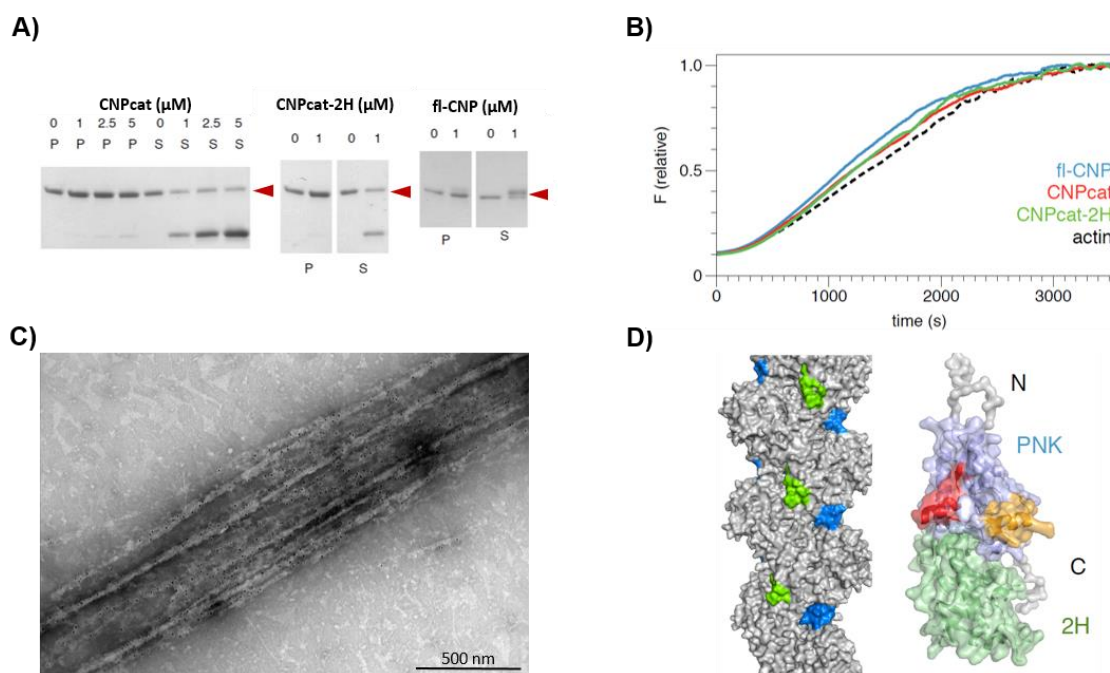 A)
CNPcat (µM)
0 1 2.5 5 0 1 2.5 5
P P P P S S S S
CNPcat-2H (µM)
0 1 0 1
P S
fl-CNP (µM)
0 1 0 1
P S
B)
F (relative)
1.0
0.5
0
0 1000 2000 3000
time (s)
fl-CNP
CNPcat
CNPcat-2H
actin
C)
500 nm
D)
N
PNK
C
2H